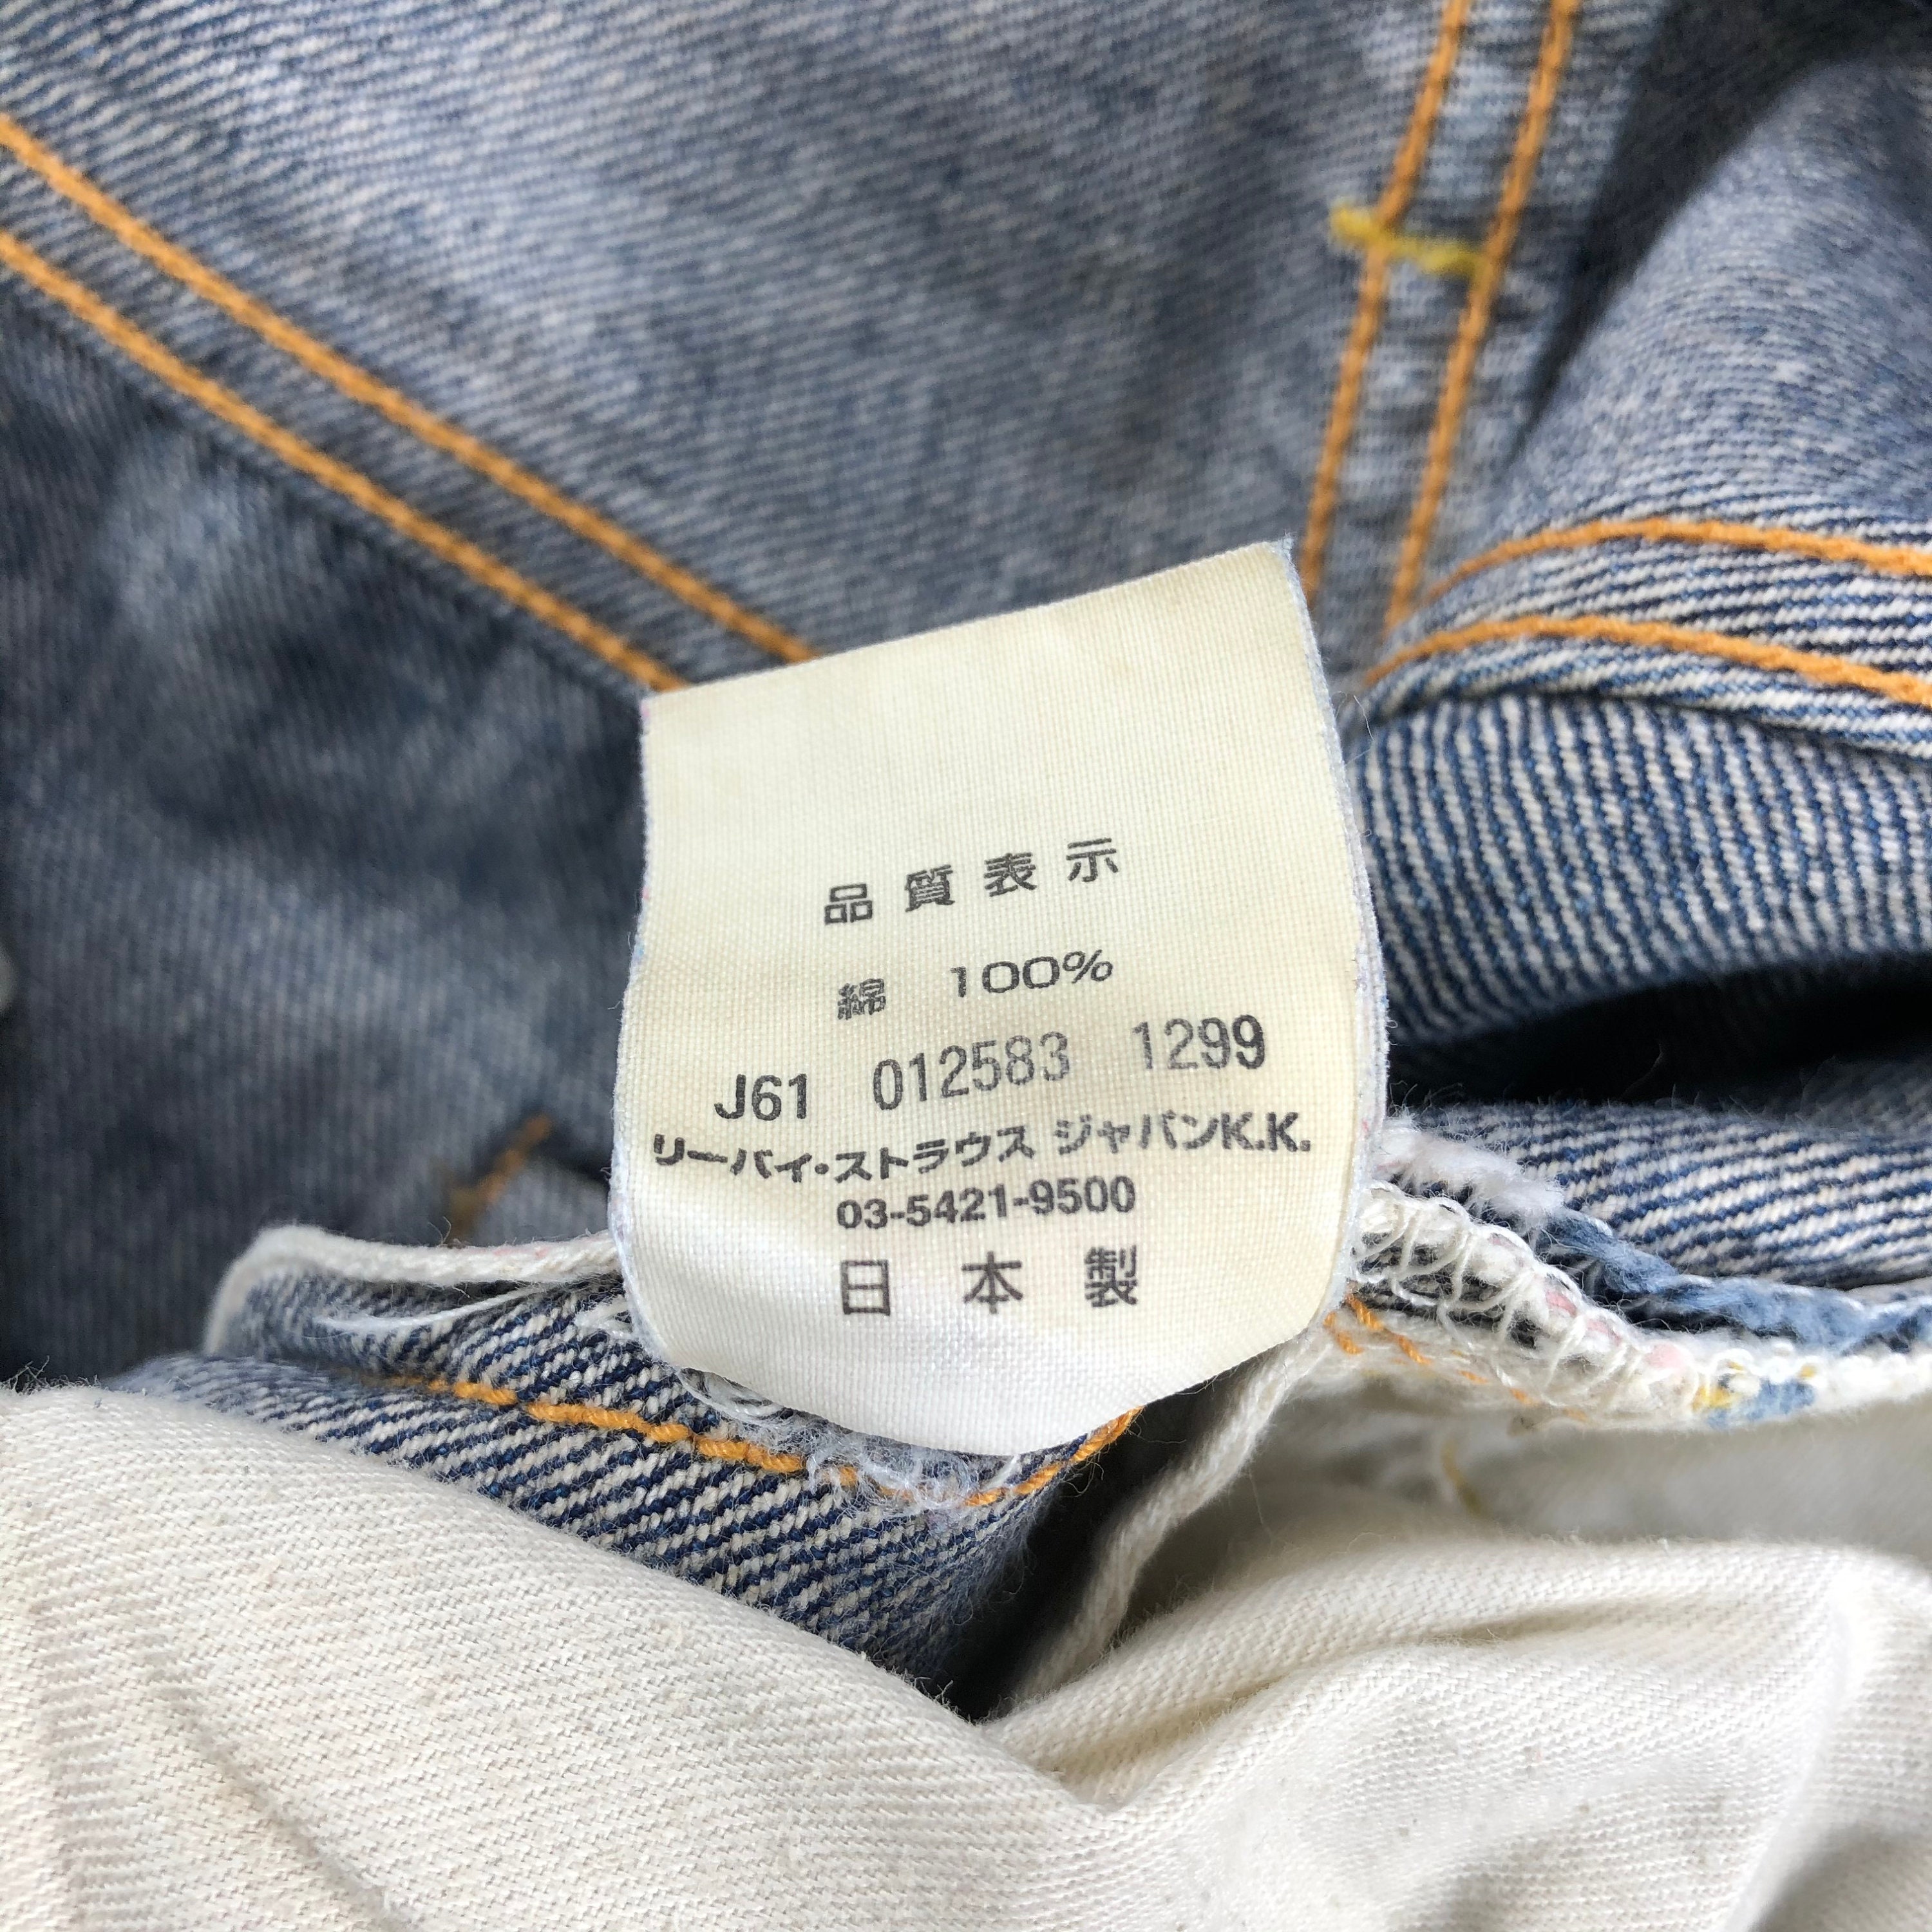 品質表示
綿 100%
J61 012583 1299
リーバイ・ストラウス ジャパンK.K.
03-5421-9500
日本製